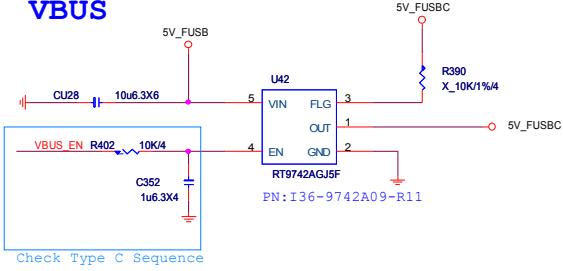 VBUS
5V_FUSBC
5V_FUSB
U42
R390
X_10K/1%/4
CU28 10u6.3X6
5 VIN FLG 3
OUT 1 5V_FUSBC
VBUS_EN R402 10K/4 4 EN GND 2
C352
1u6.3X4
RT9742AGJ5F
PN:I36-9742A09-R11
Check Type C Sequence